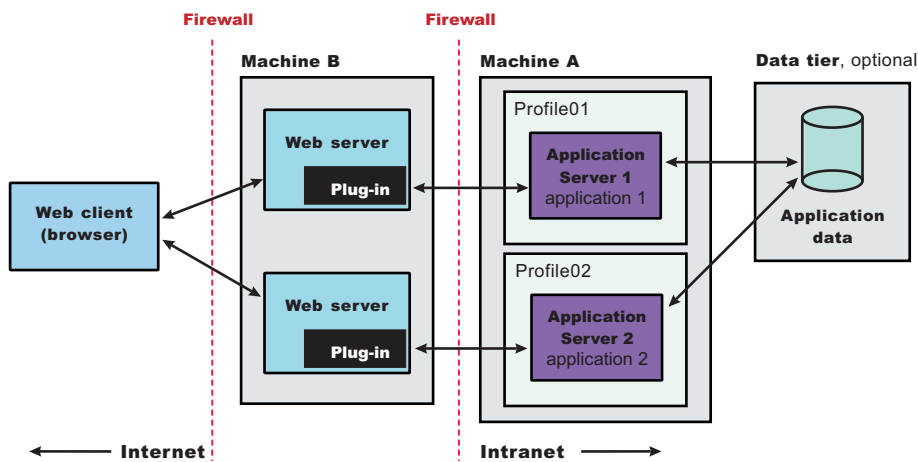 Firewall
Firewall
Machine B
Machine A
Data tier, optional
Web server
Plug-in
Profile01
Application
Server 1
application 1
Web client
(browser)
Application
data
Web server
Plug-in
Profile02
Application
Server 2
application 2
Internet
Intranet